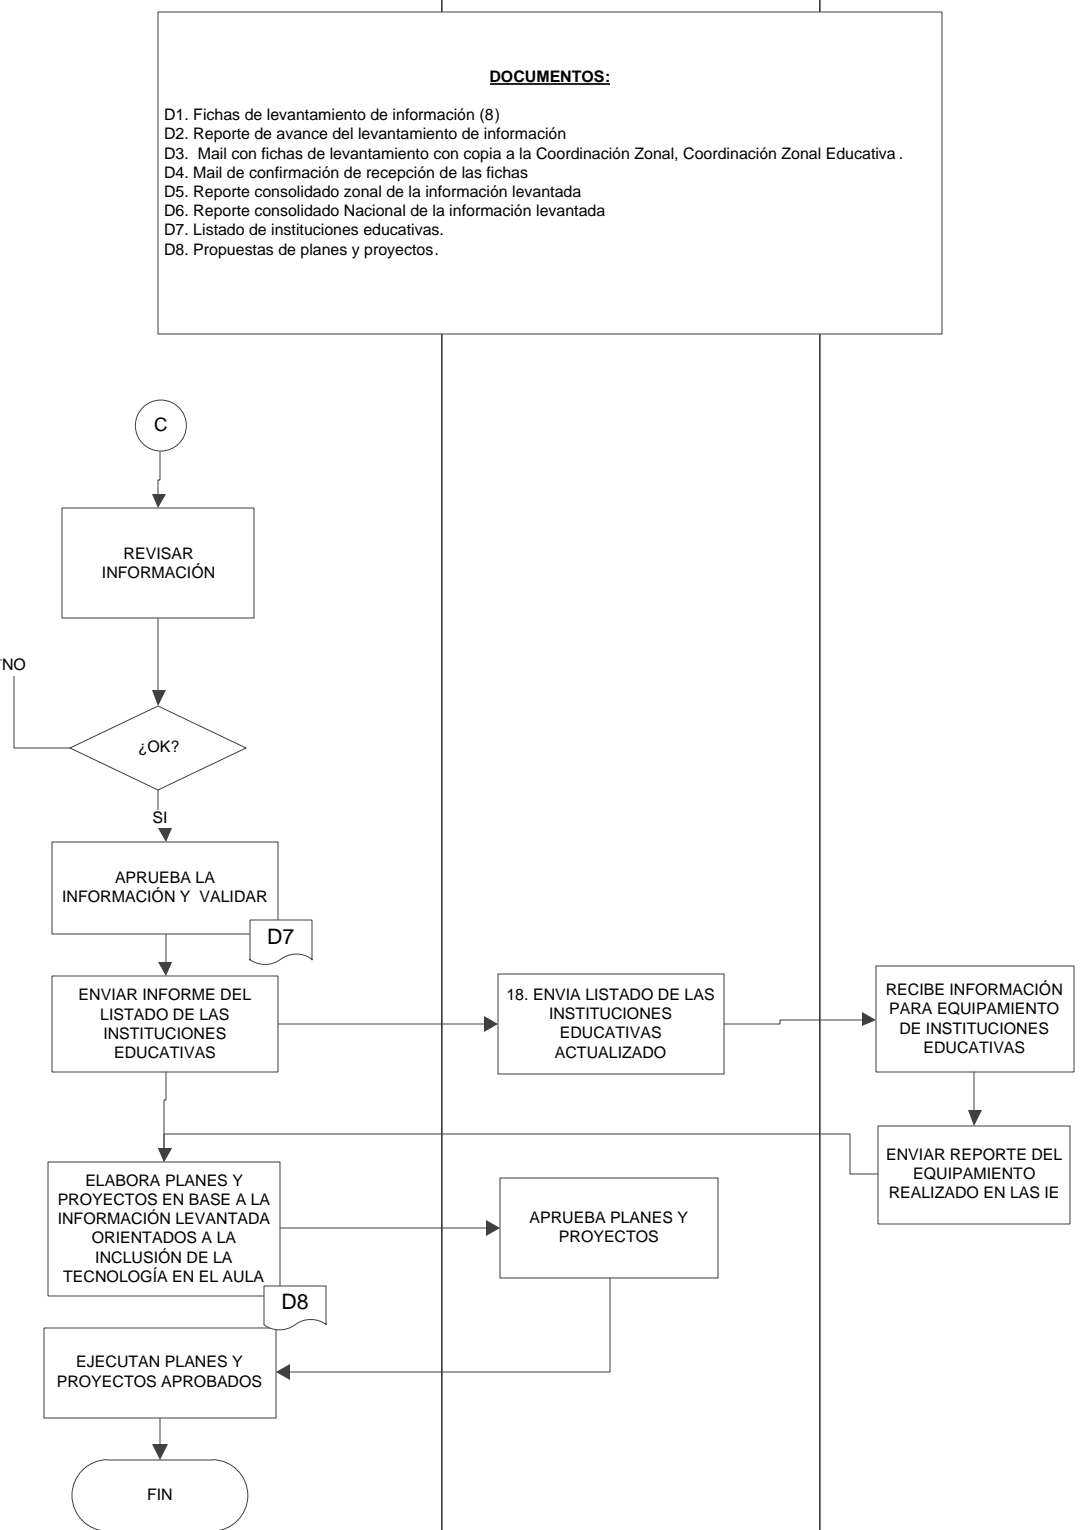 DOCUMENTOS:
D1. Fichas de levantamiento de información (8)
D2. Reporte de avance del levantamiento de información
D3. Mail con fichas de levantamiento con copia a la Coordinación Zonal, Coordinación Zonal Educativa .
D4. Mail de confirmación de recepción de las fichas
D5. Reporte consolidado zonal de la información levantada
D6. Reporte consolidado Nacional de la información levantada
D7. Listado de instituciones educativas.
D8. Propuestas de planes y proyectos.
C
REVISAR
INFORMACIÓN
NO
¿OK?
SI
APRUEBA LA
INFORMACIÓN Y VALIDAR
D7
ENVIAR INFORME DEL
LISTADO DE LAS
INSTITUCIONES
EDUCATIVAS
18. ENVIA LISTADO DE LAS
INSTITUCIONES
EDUCATIVAS
ACTUALIZADO
RECIBE INFORMACIÓN
PARA EQUIPAMIENTO
DE INSTITUCIONES
EDUCATIVAS
ENVIAR REPORTE DEL
EQUIPAMIENTO
REALIZADO EN LAS IE
ELABORA PLANES Y
PROYECTOS EN BASE A LA
INFORMACIÓN LEVANTADA
ORIENTADOS A LA
INCLUSIÓN DE LA
TECNOLOGÍA EN EL AULA
D8
APRUEBA PLANES Y
PROYECTOS
EJECUTAN PLANES Y
PROYECTOS APROBADOS
FIN